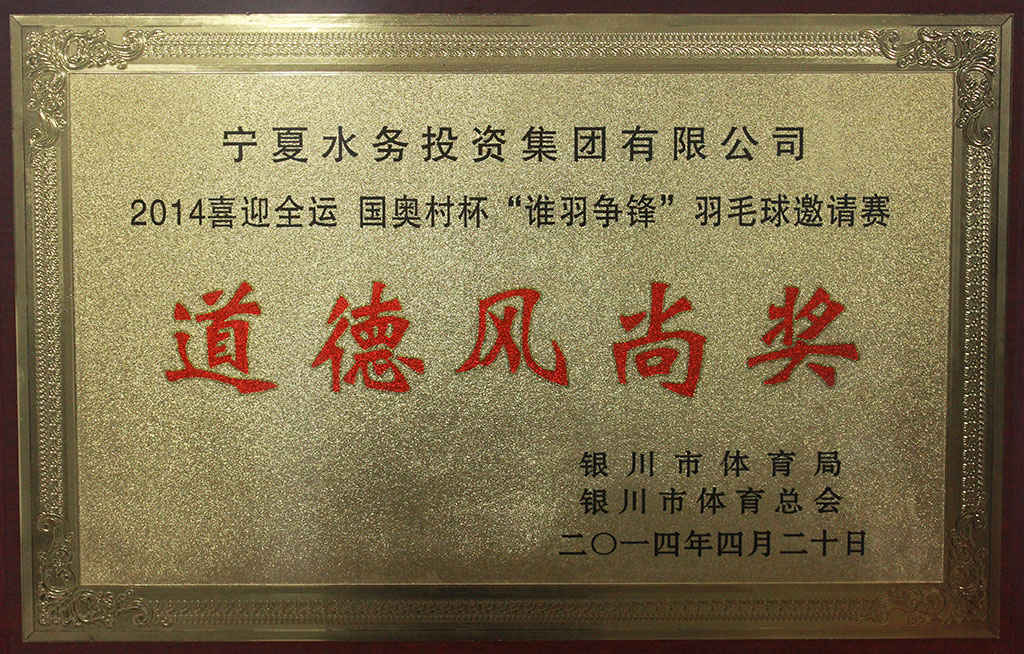 宁夏水务投资集团有限公司
2014喜迎全运 国奥村杯“谁羽争锋”羽毛球邀请赛
道德风尚奖
银川市体育局
银川市体育总会
二〇一四年四月二十日